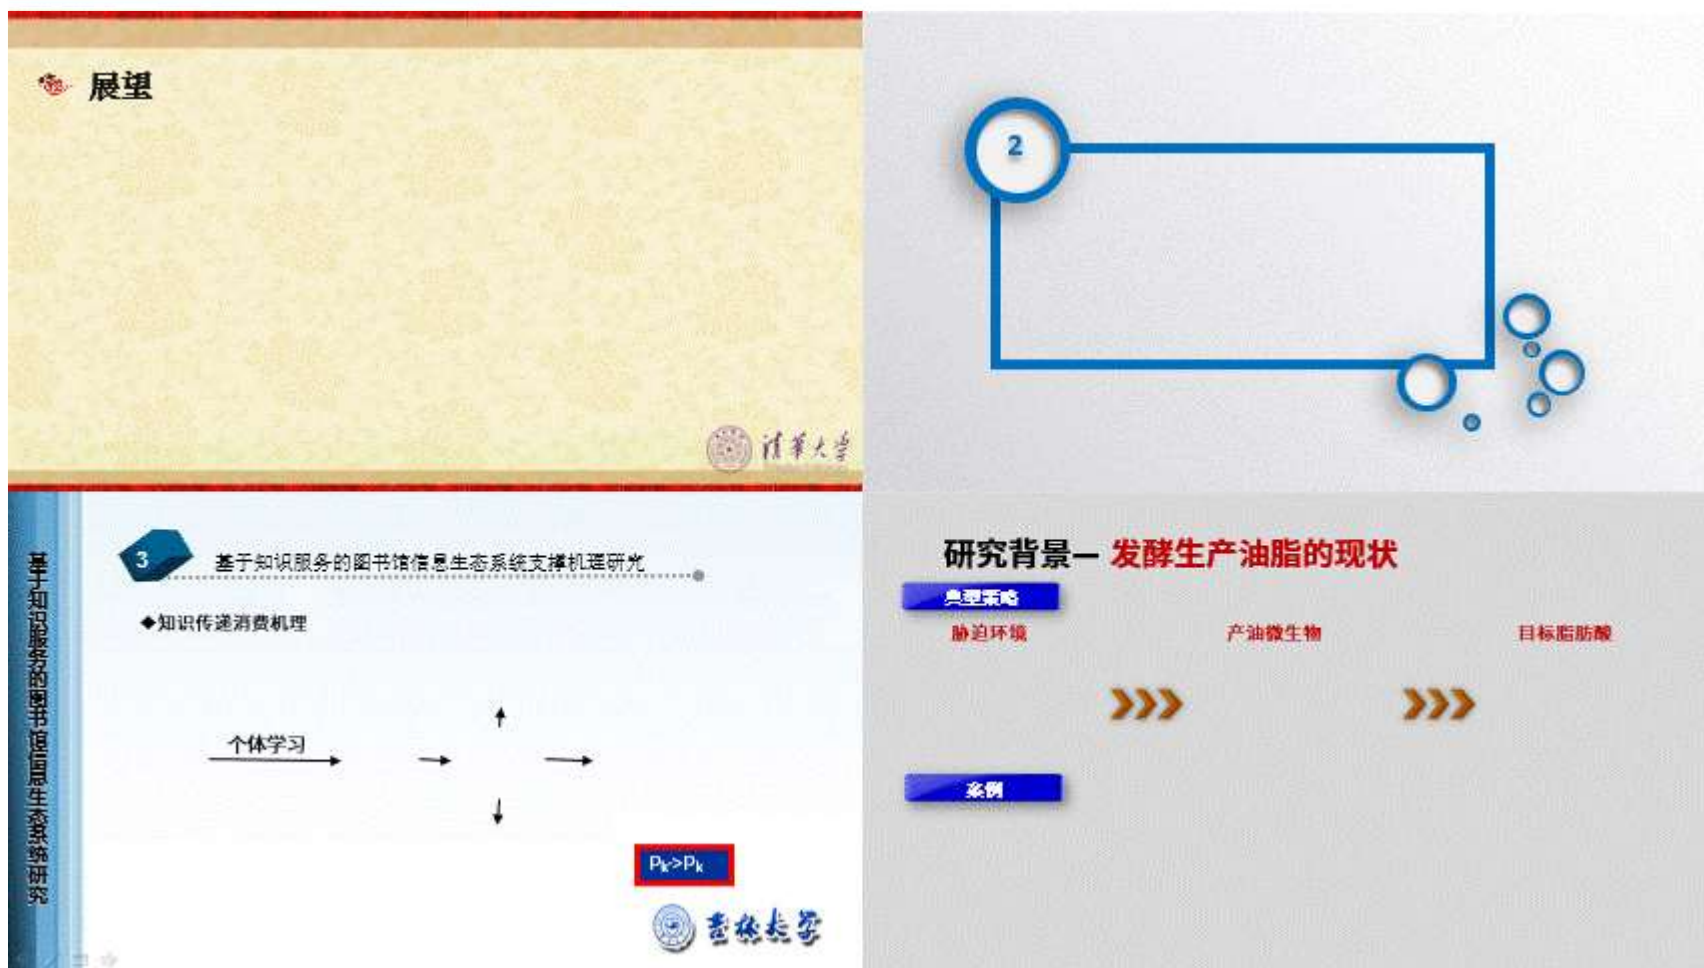 展望
清华大学
2
基于知识服务的图书馆信息生态系统研究
3
基于知识服务的图书馆信息生态系统支撑机理研究
◆知识传递消费机理
个体学习
Pk>Pk
吉林大学
研究背景— 发酵生产油脂的现状
典型策略
胁迫环境 产油微生物 目标脂肪酸
案例